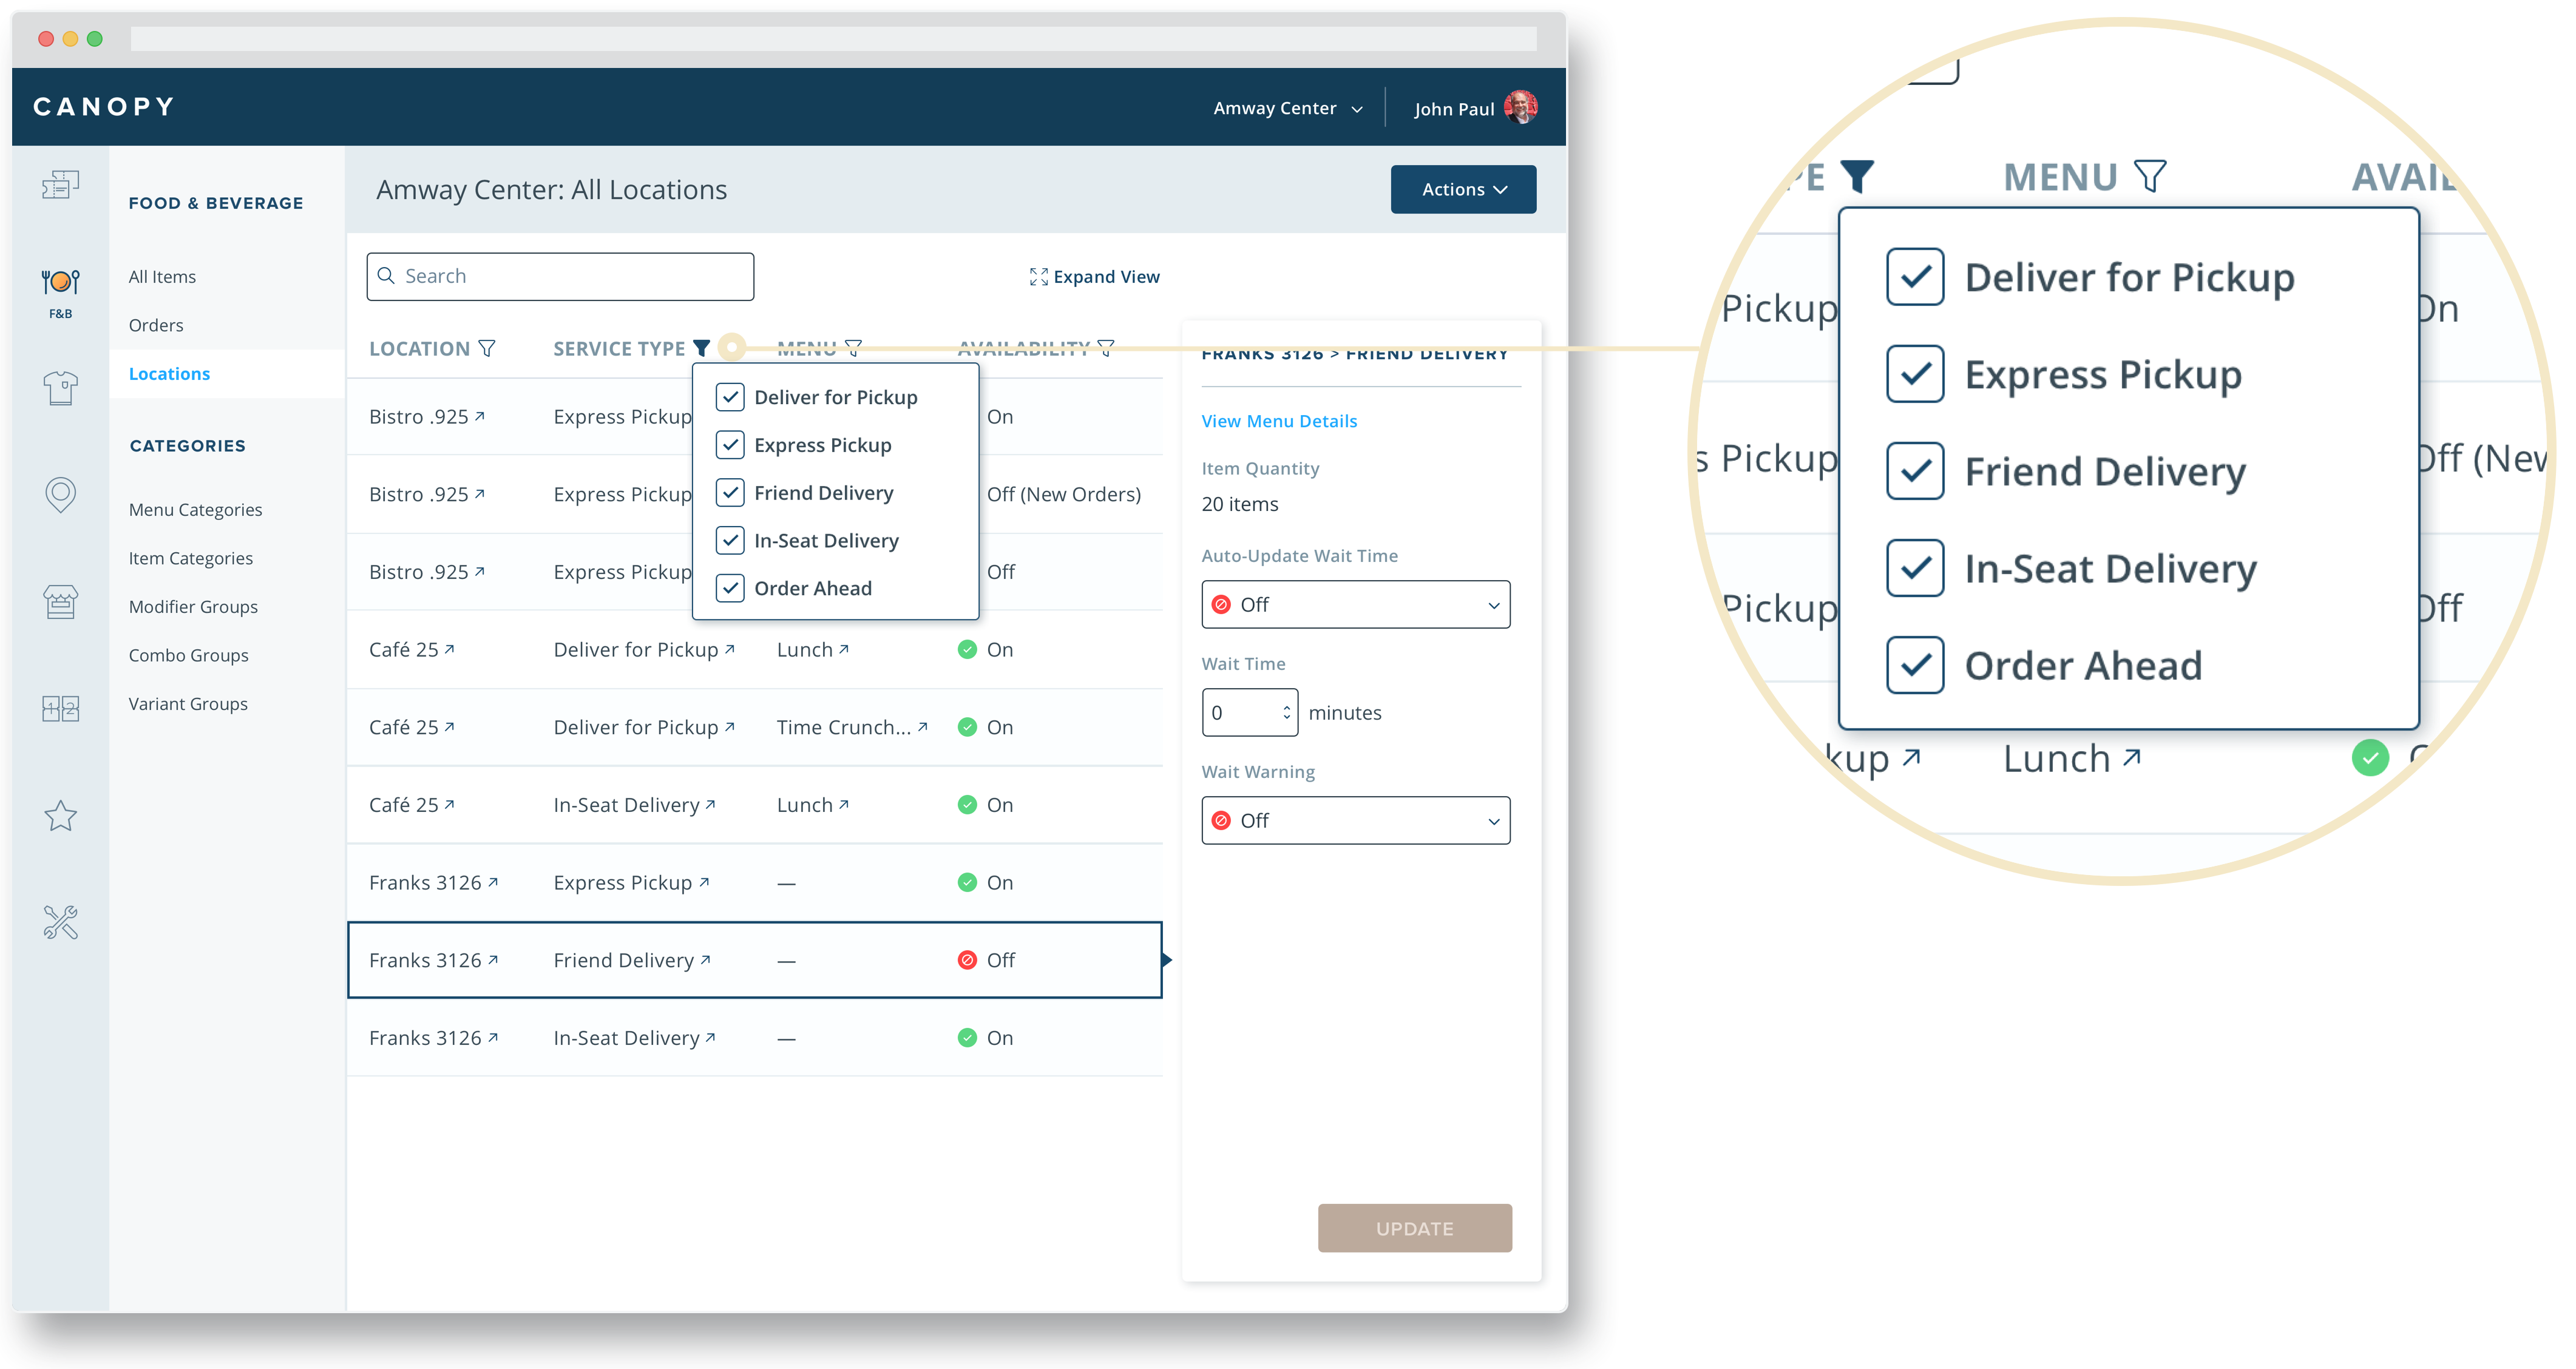 CANOPY
Amway Center
John Paul
Amway Center: All Locations
Actions
F&B
FOOD & BEVERAGE
All Items
Orders
Locations
CATEGORIES
Menu Categories
Item Categories
Modifier Groups
Combo Groups
Variant Groups
1 2
Search
Expand View
LOCATION SERVICE TYPE MENU AVAILABILITY
Bistro .925 Express Pickup On
Bistro .925 Express Pickup Off (New Orders)
Bistro .925 Express Pickup Off
Café 25 Deliver for Pickup Lunch On
Café 25 Deliver for Pickup Time Crunch... On
Café 25 In-Seat Delivery Lunch On
Franks 3126 Express Pickup — On
Franks 3126 Friend Delivery — Off
Franks 3126 In-Seat Delivery — On
Deliver for Pickup
Express Pickup
Friend Delivery
In-Seat Delivery
Order Ahead
FRANKS 3126 > FRIEND DELIVERY
View Menu Details
Item Quantity
20 items
Auto-Update Wait Time
Off
Wait Time
0 minutes
Wait Warning
Off
UPDATE
PE MENU AVAIL
Pickup On
s Pickup Off (New
Pickup Off
Deliver for Pickup
Express Pickup
Friend Delivery
In-Seat Delivery
Order Ahead
kup Lunch